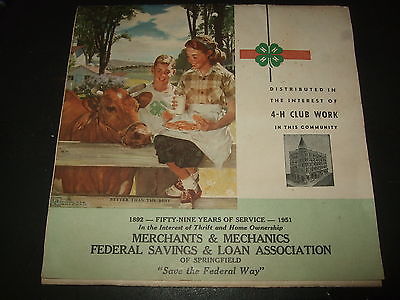 DISTRIBUTED IN
THE INTEREST OF
4-H CLUB WORK
IN THIS COMMUNITY
BETTER THAN THE BEST
1892 — FIFTY-NINE YEARS OF SERVICE — 1951
In the Interest of Thrift and Home Ownership
MERCHANTS & MECHANICS
FEDERAL SAVINGS & LOAN ASSOCIATION
OF SPRINGFIELD
"Save the Federal Way"